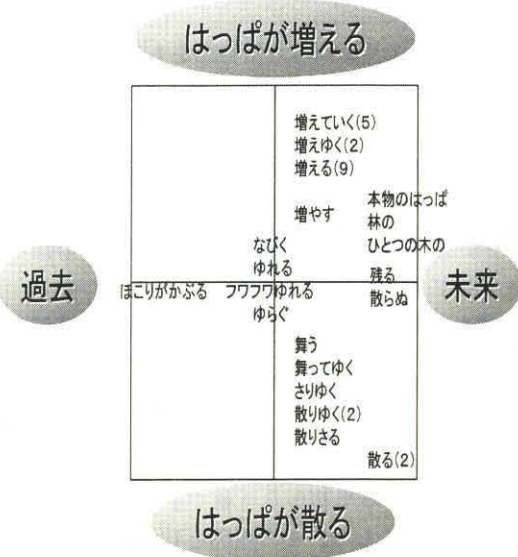 はっぱが増える
増えていく(5)
増えゆく(2)
増える(9)
増やす
本物のはっぱ
林の
ひとつの木の
なびく
ゆれる
残る
過去
未来
ほこりがかぶる
フワフワゆれる
散らぬ
ゆらぐ
舞う
舞ってゆく
さりゆく
散りゆく(2)
散りさる
散る(2)
はっぱが散る